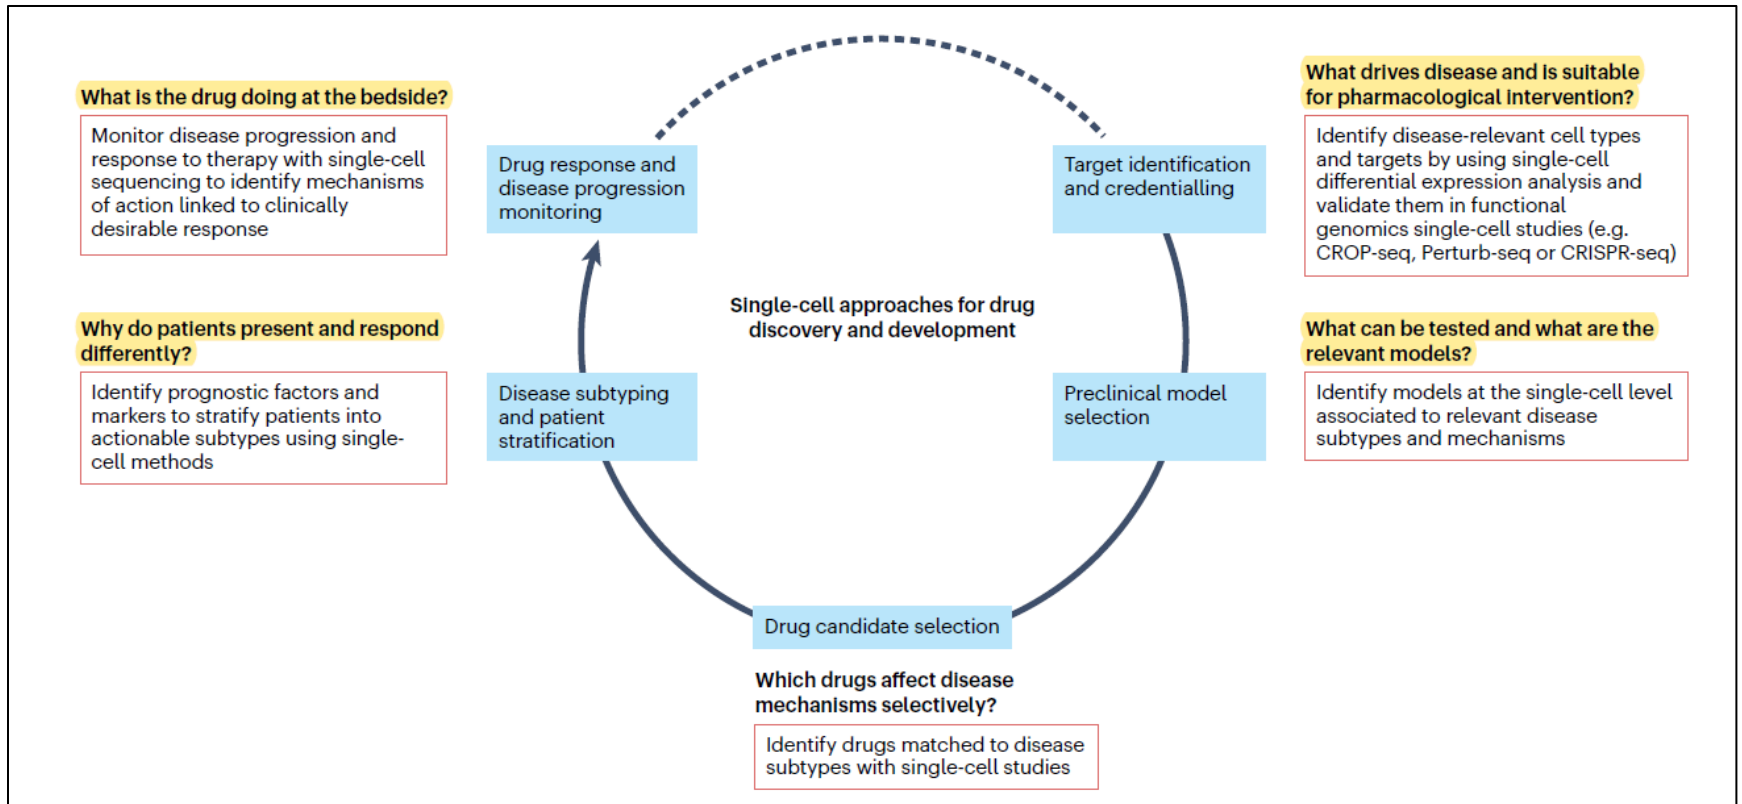 What is the drug doing at the bedside?
Monitor disease progression and
response to therapy with single-cell
sequencing to identify mechanisms
of action linked to clinically
desirable response
Drug response and
disease progression
monitoring
Target identification
and credentialling
What drives disease and is suitable
for pharmacological intervention?
Identify disease-relevant cell types
and targets by using single-cell
differential expression analysis and
validate them in functional
genomics single-cell studies (e.g.
CROP-seq, Perturb-seq or CRISPR-seq)
Single-cell approaches for drug
discovery and development
Why do patients present and respond
differently?
Identify prognostic factors and
markers to stratify patients into
actionable subtypes using single-
cell methods
Disease subtyping
and patient
stratification
Preclinical model
selection
What can be tested and what are the
relevant models?
Identify models at the single-cell level
associated to relevant disease
subtypes and mechanisms
Drug candidate selection
Which drugs affect disease
mechanisms selectively?
Identify drugs matched to disease
subtypes with single-cell studies